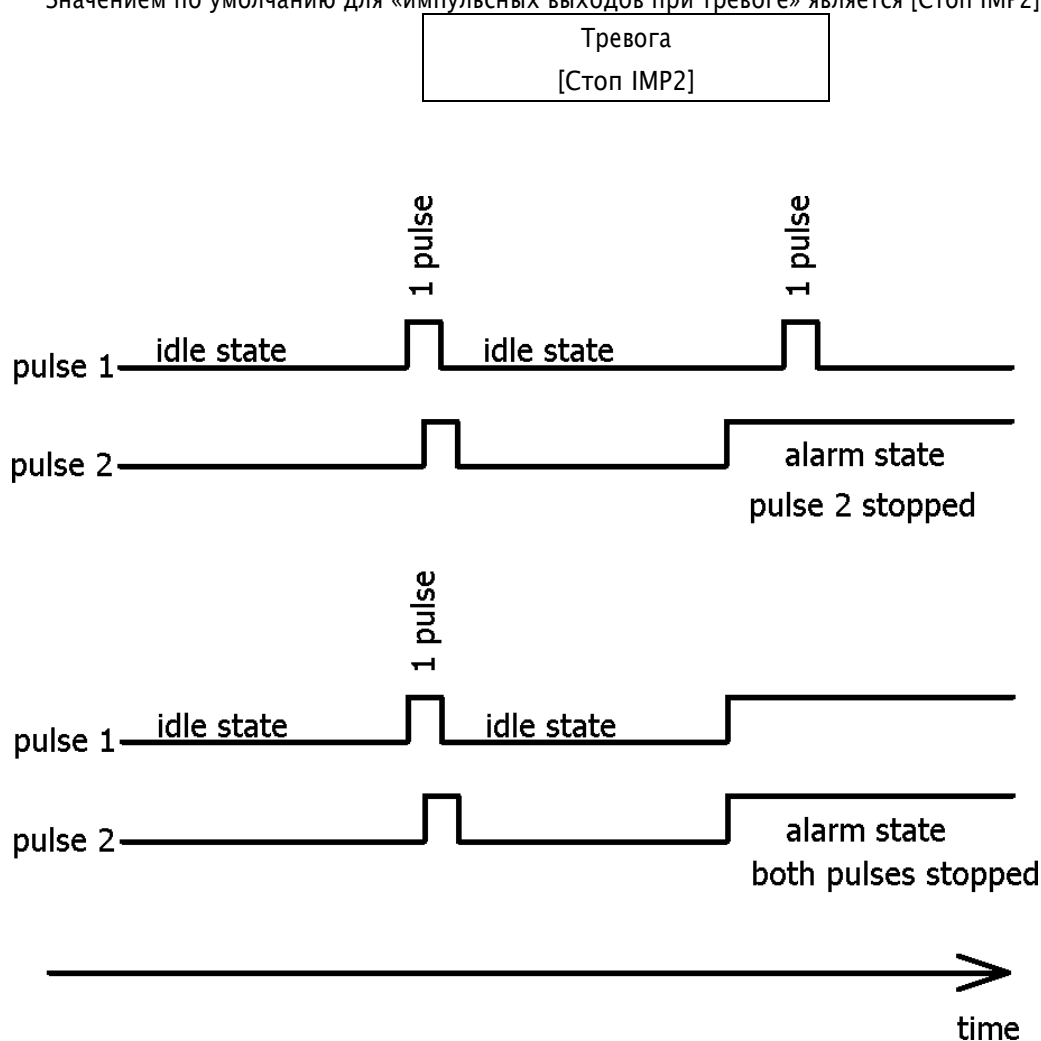 Значением по умолчанию для «импульсных выходов при тревоге» является [Стоп IMP2]
Тревога
[Стоп IMP2]
1 pulse
1 pulse
idle state
idle state
pulse 1
pulse 2
alarm state
pulse 2 stopped
1 pulse
idle state
idle state
pulse 1
pulse 2
alarm state
both pulses stopped
time